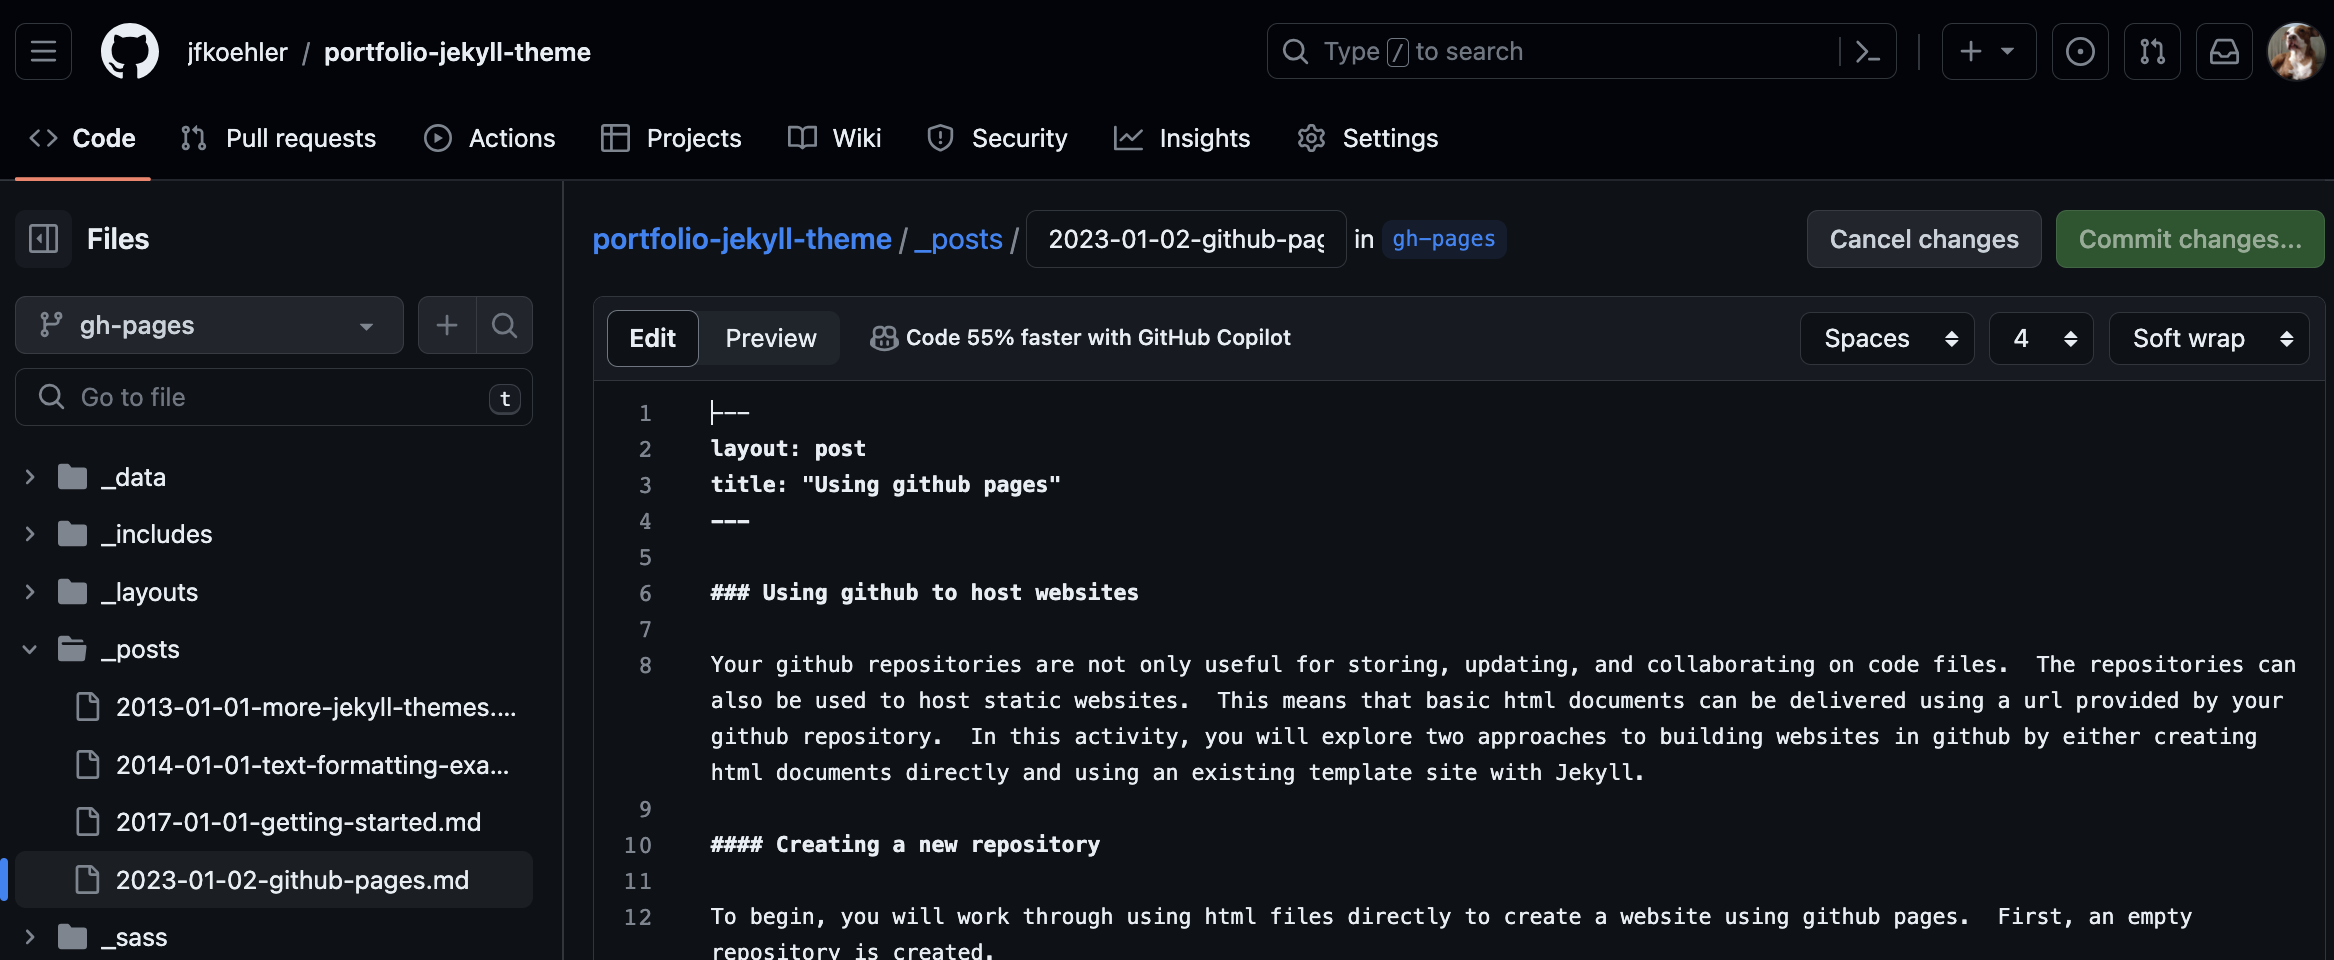 jfkoehler / portfolio-jekyll-theme
Type / to search
Code
Pull requests
Actions
Projects
Wiki
Security
Insights
Settings
Files
portfolio-jekyll-theme / _posts / 2023-01-02-github-pag in gh-pages
Cancel changes
Commit changes...
gh-pages
Edit
Preview
Code 55% faster with GitHub Copilot
Spaces
4
Soft wrap
Go to file
t
_data
_includes
_layouts
_posts
2013-01-01-more-jekyll-themes....
2014-01-01-text-formatting-exa...
2017-01-01-getting-started.md
2023-01-02-github-pages.md
_sass
1 ---
2 layout: post
3 title: "Using github pages"
4 ---
5
6 ### Using github to host websites
7
8 Your github repositories are not only useful for storing, updating, and collaborating on code files.  The repositories can
also be used to host static websites.  This means that basic html documents can be delivered using a url provided by your
github repository.  In this activity, you will explore two approaches to building websites in github by either creating
html documents directly and using an existing template site with Jekyll.
9
10 #### Creating a new repository
11
12 To begin, you will work through using html files directly to create a website using github pages.  First, an empty
repository is created.